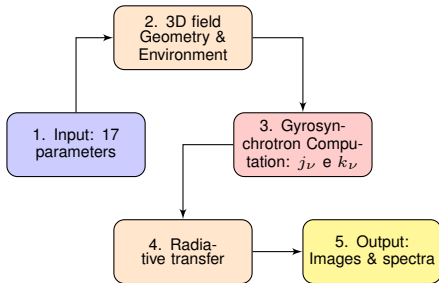 2. 3D field
Geometry &
Environment
1. Input: 17
parameters
3. Gyrosyn-
chrotron Compu-
tation: jν e kν
4. Radia-
tive transfer
5. Output:
Images & spectra